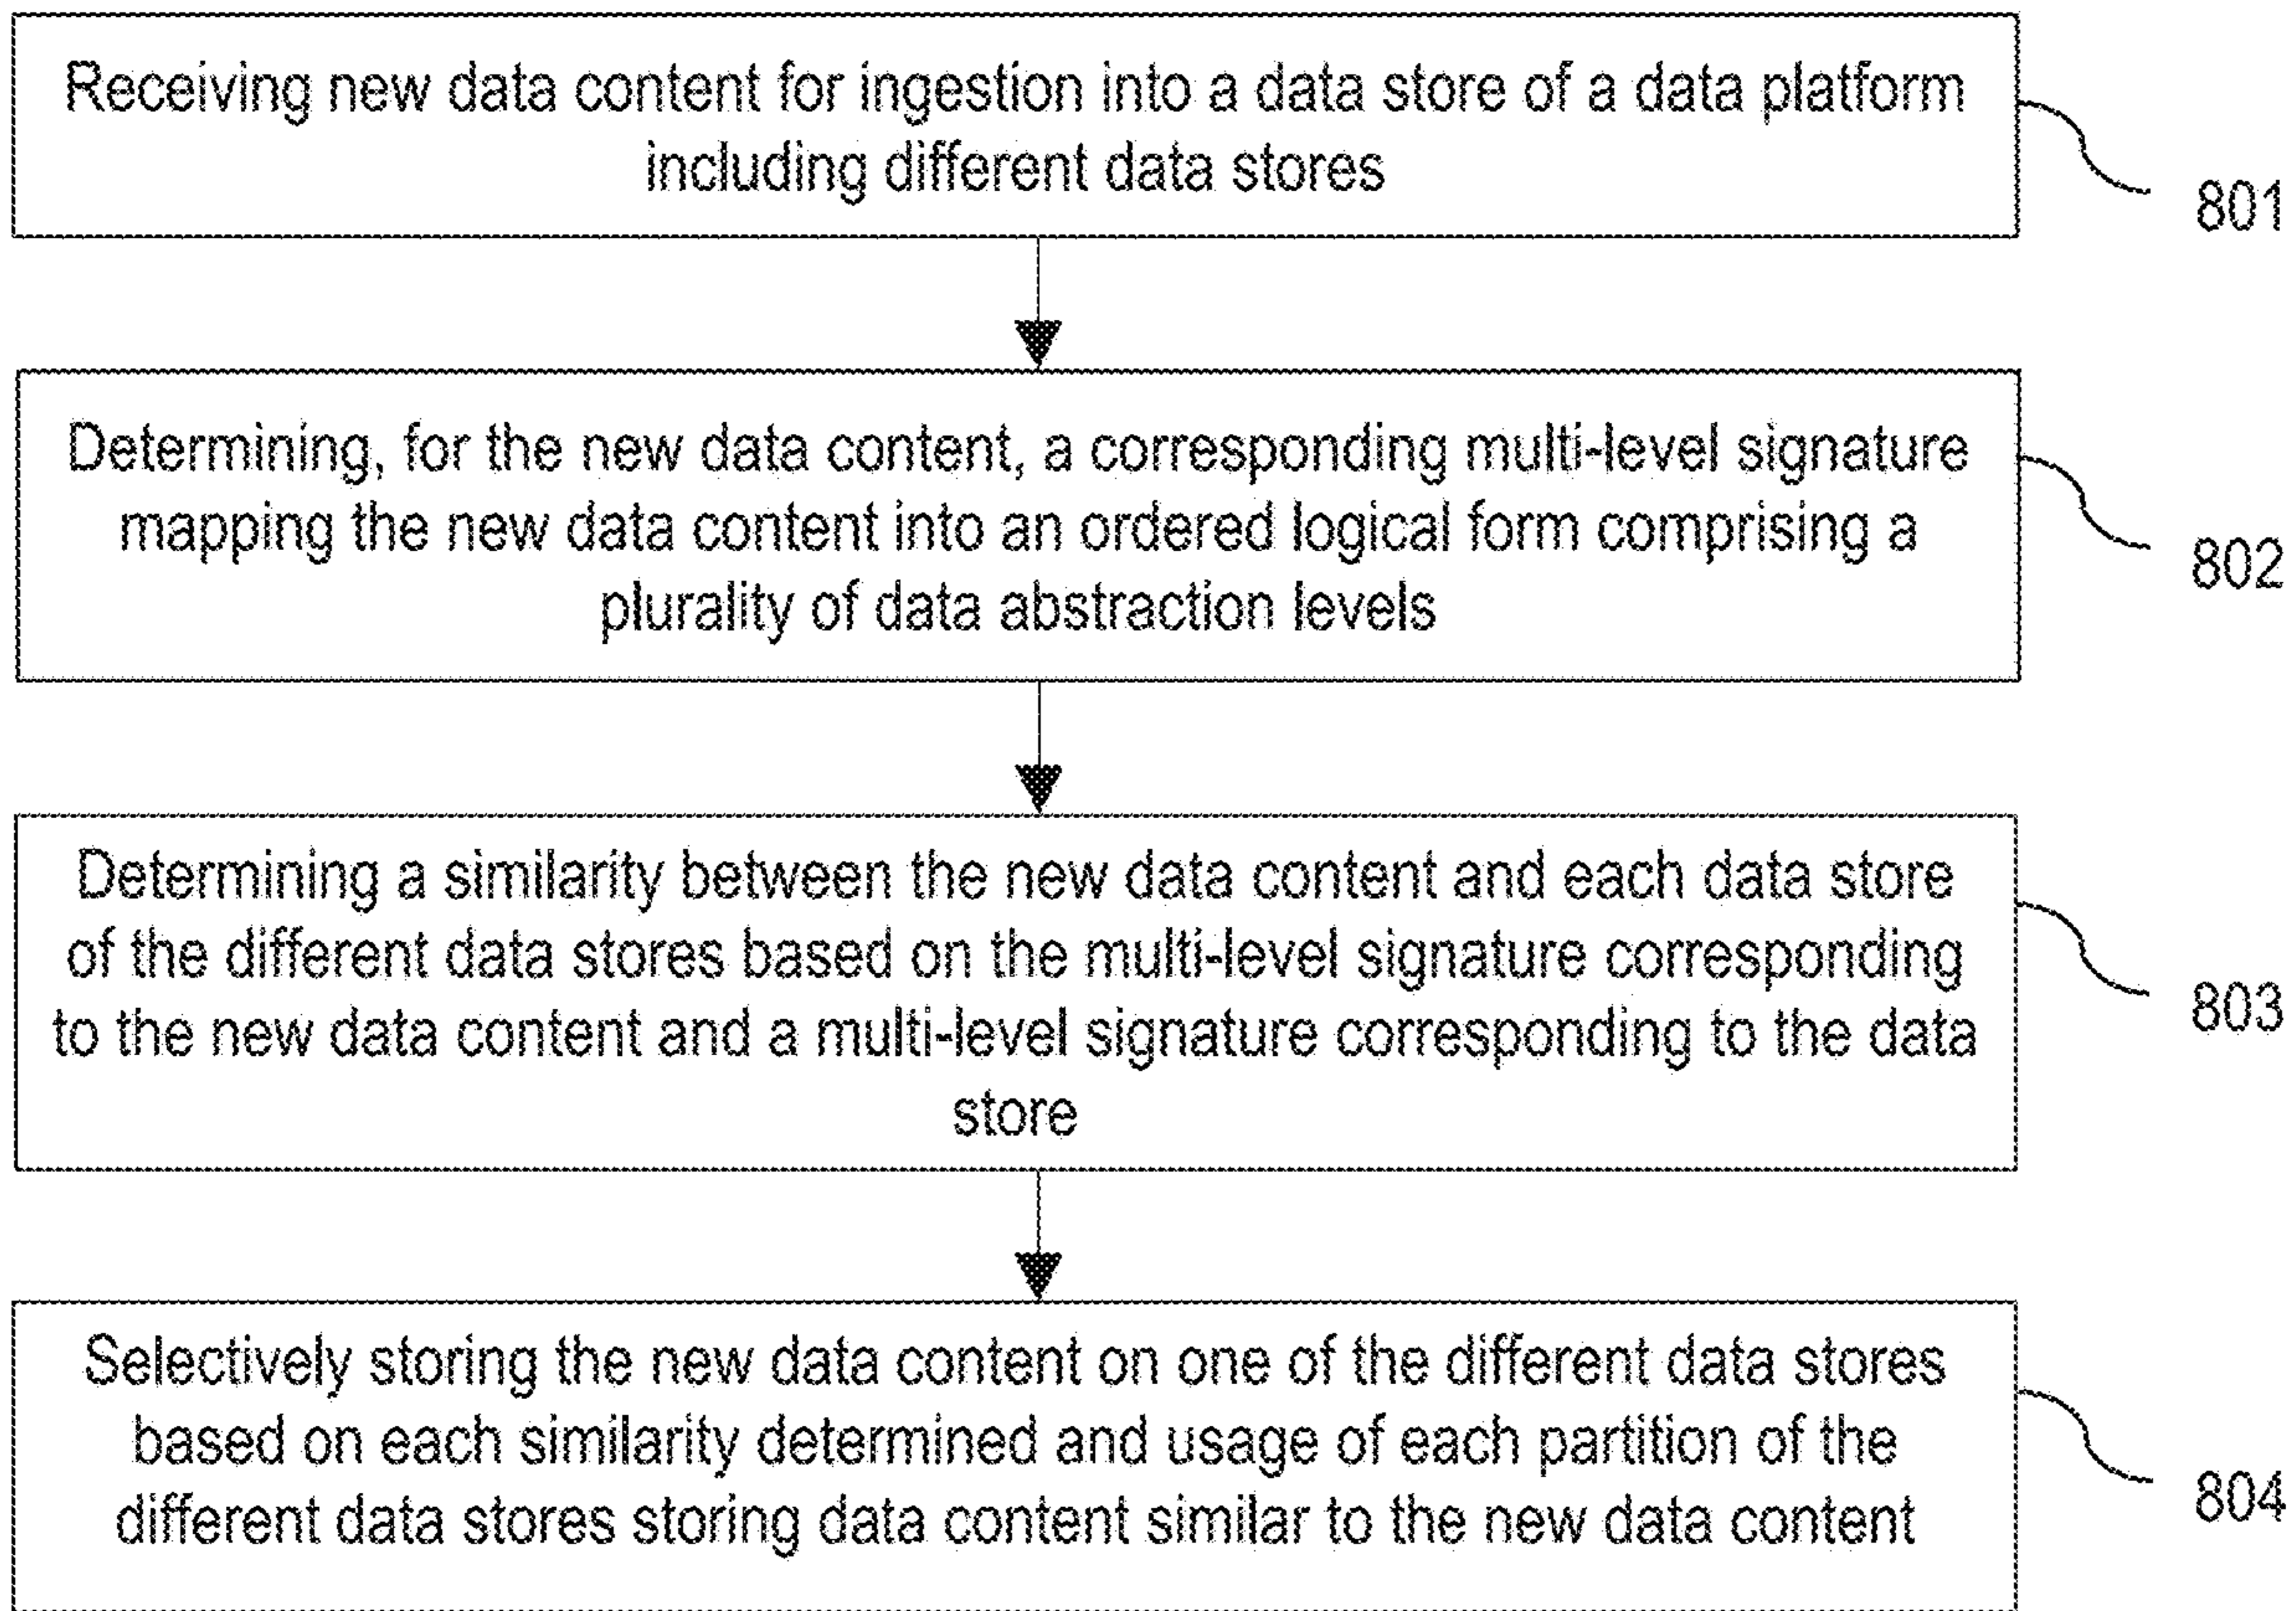 Receiving new data content for ingestion into a data store of a data platform
including different data stores
801
Determining, for the new data content, a corresponding multi-level signature
mapping the new data content into an ordered logical form comprising a
plurality of data abstraction levels
802
Determining a similarity between the new data content and each data store
of the different data stores based on the multi-level signature corresponding
to the new data content and a multi-level signature corresponding to the data
store
803
Selectively storing the new data content on one of the different data stores
based on each similarity determined and usage of each partition of the
different data stores storing data content similar to the new data content
804